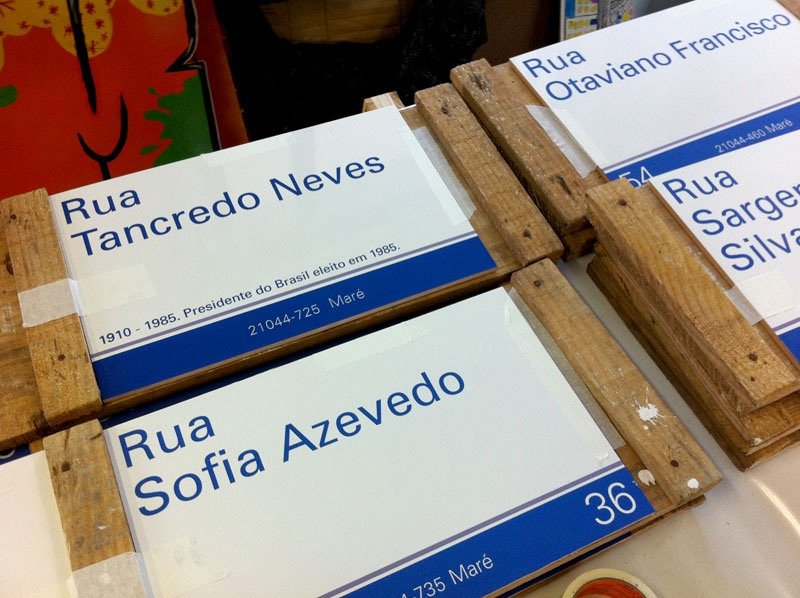 Rua
Tancredo Neves
1910 - 1985. Presidente do Brasil eleito em 1985.
21044-725 Maré
Rua
Otaviano Francisco
21044-460 Maré
54
Rua
Silva
Rua
Sofia Azevedo
36
-735 Maré